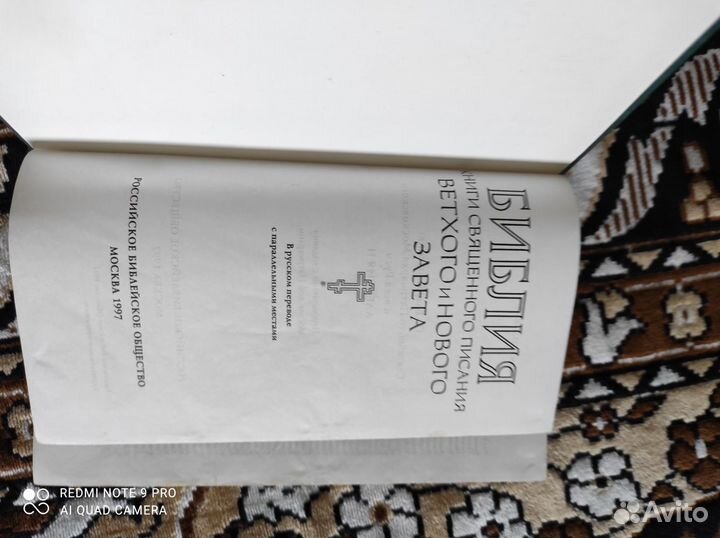 БИБЛИЯ
КНИГИ СВЯЩЕННОГО ПИСАНИЯ
ВЕТХОГО И НОВОГО
ЗАВЕТА
В русском переводе
с параллельными местами
РОССИЙСКОЕ БИБЛЕЙСКОЕ ОБЩЕСТВО
МОСКВА 1997
REDMI NOTE 9 PRO
AI QUAD CAMERA
Avito